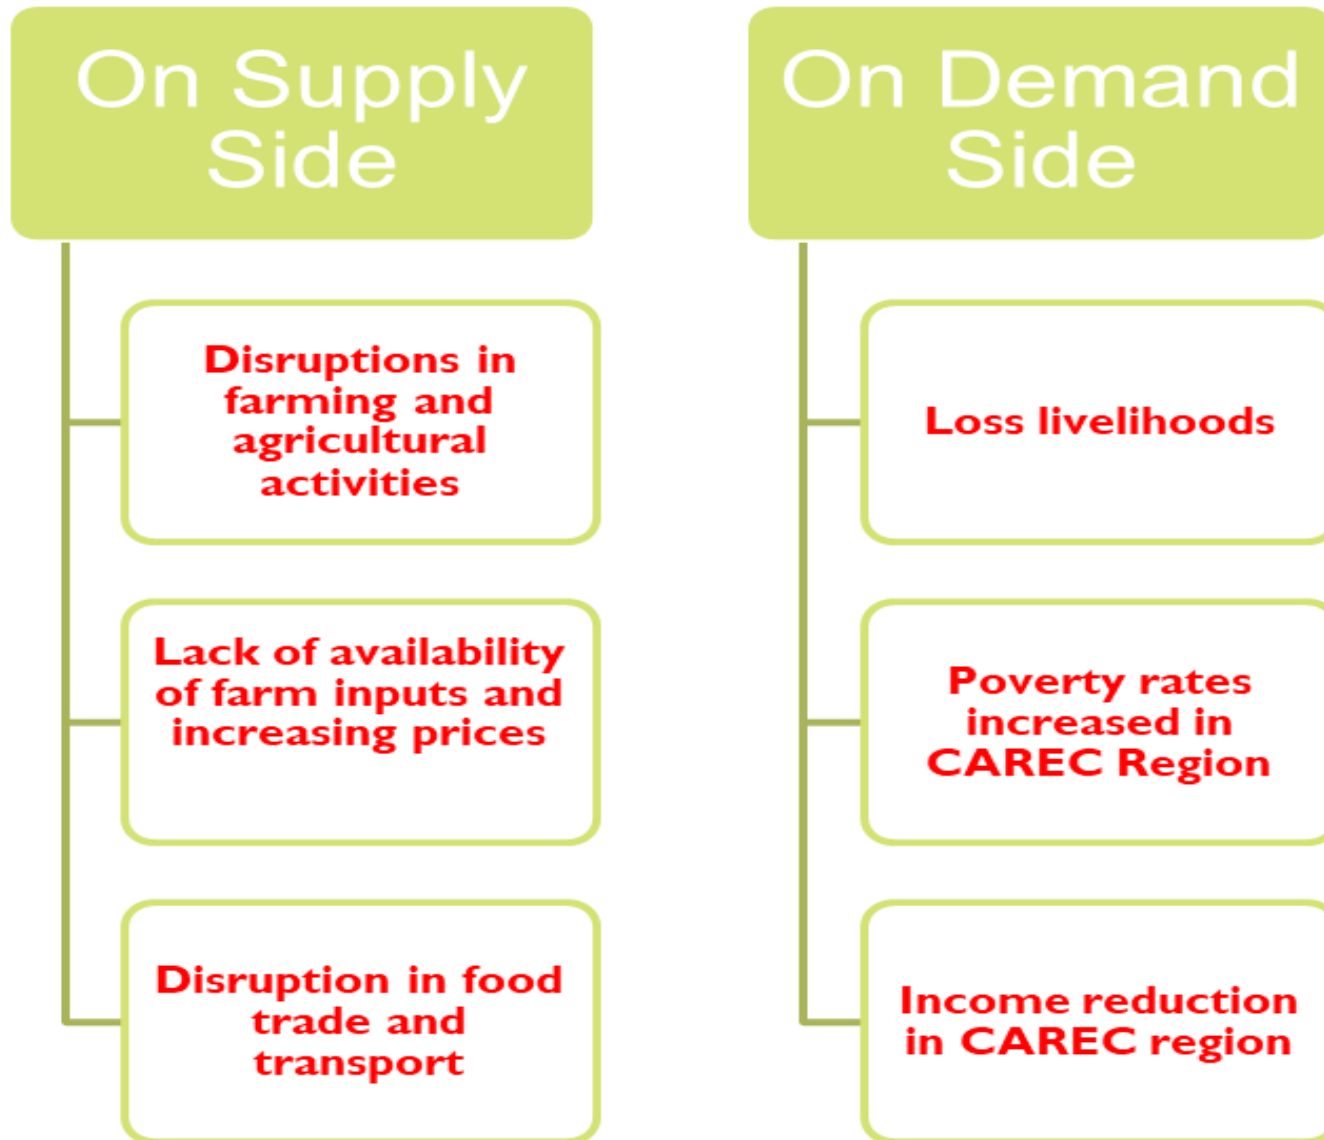 On Supply
Side
Disruptions in
farming and
agricultural
activities
Lack of availability
of farm inputs and
increasing prices
Disruption in food
trade and
transport
On Demand
Side
Loss livelihoods
Poverty rates
increased in
CAREC Region
Income reduction
in CAREC region